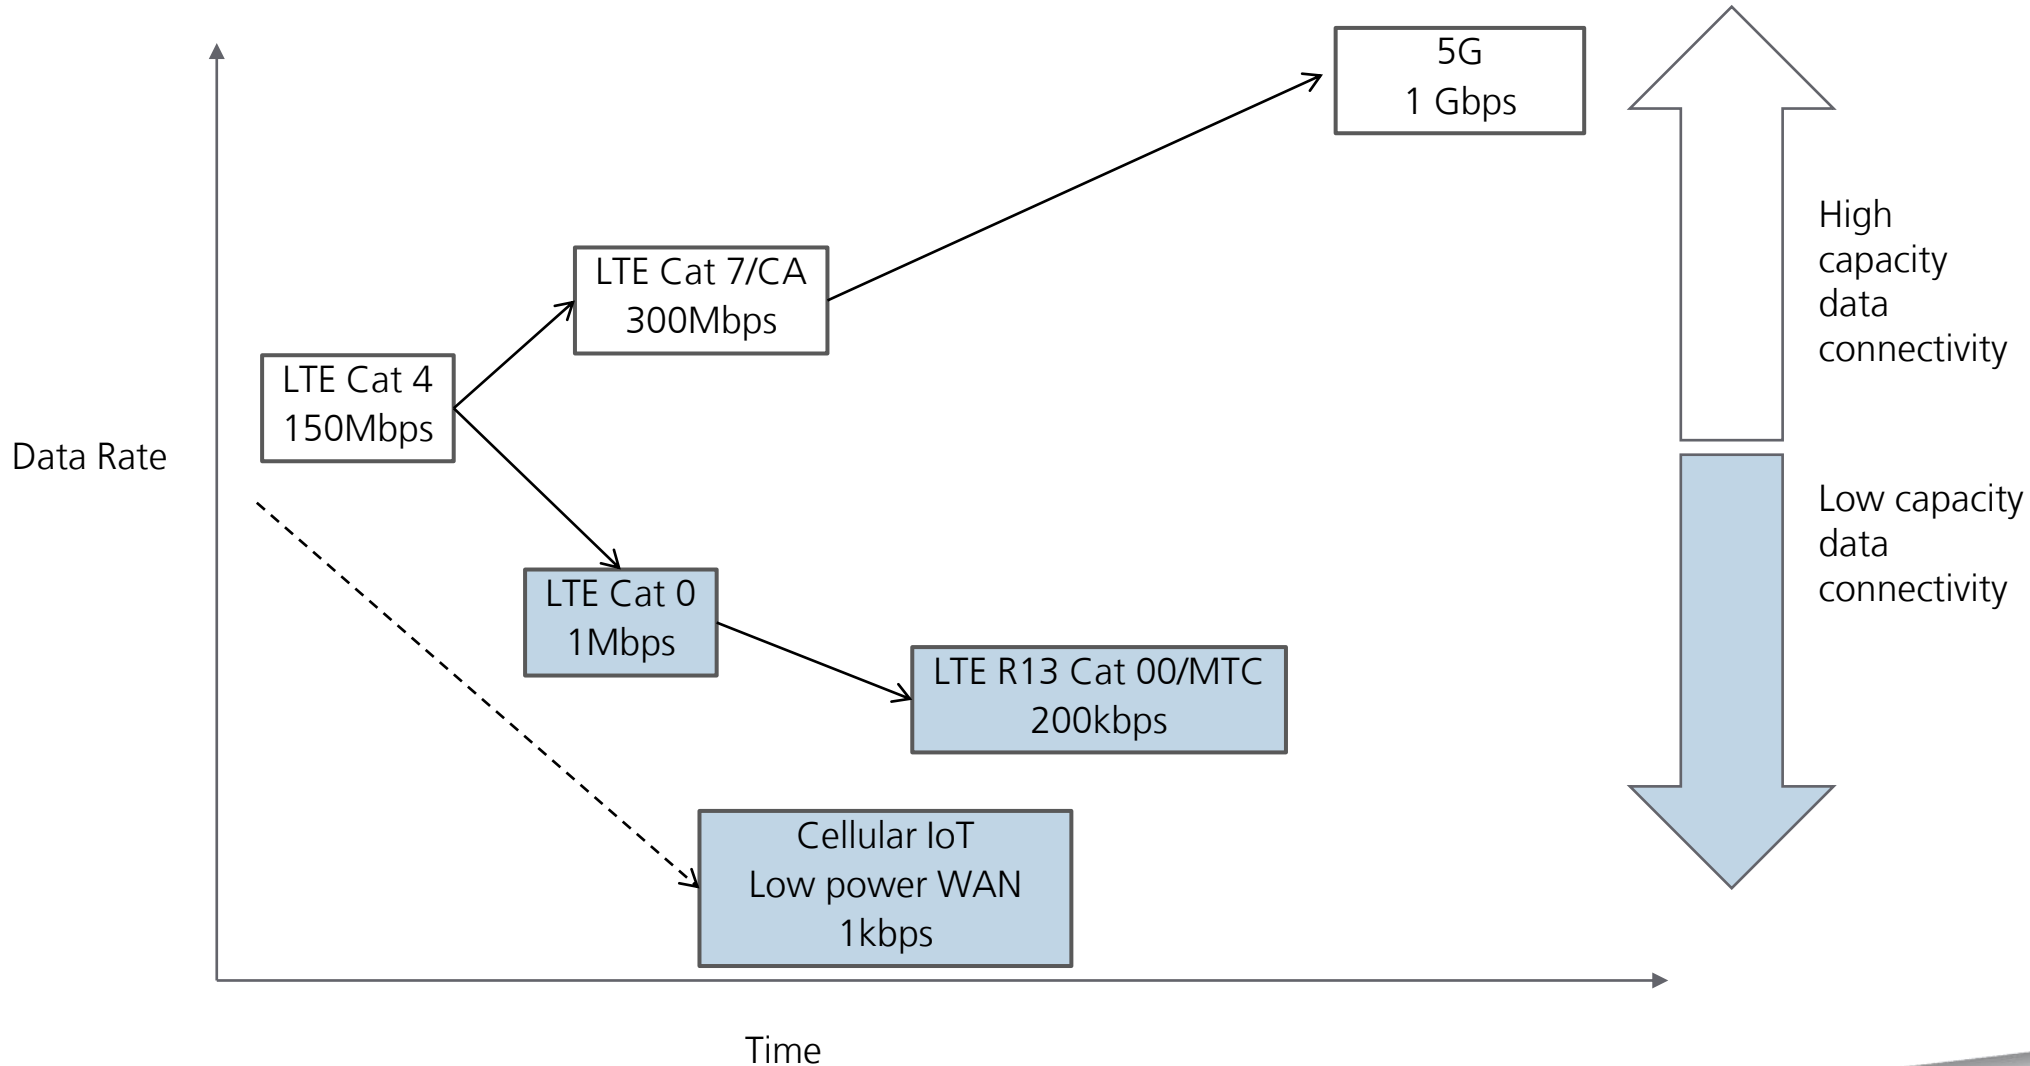 5G
1 Gbps
High
capacity
data
connectivity
LTE Cat 7/CA
300Mbps
LTE Cat 4
150Mbps
Data Rate
Low capacity
data
connectivity
LTE Cat 0
1Mbps
LTE R13 Cat 00/MTC
200kbps
Cellular IoT
Low power WAN
1kbps
Time